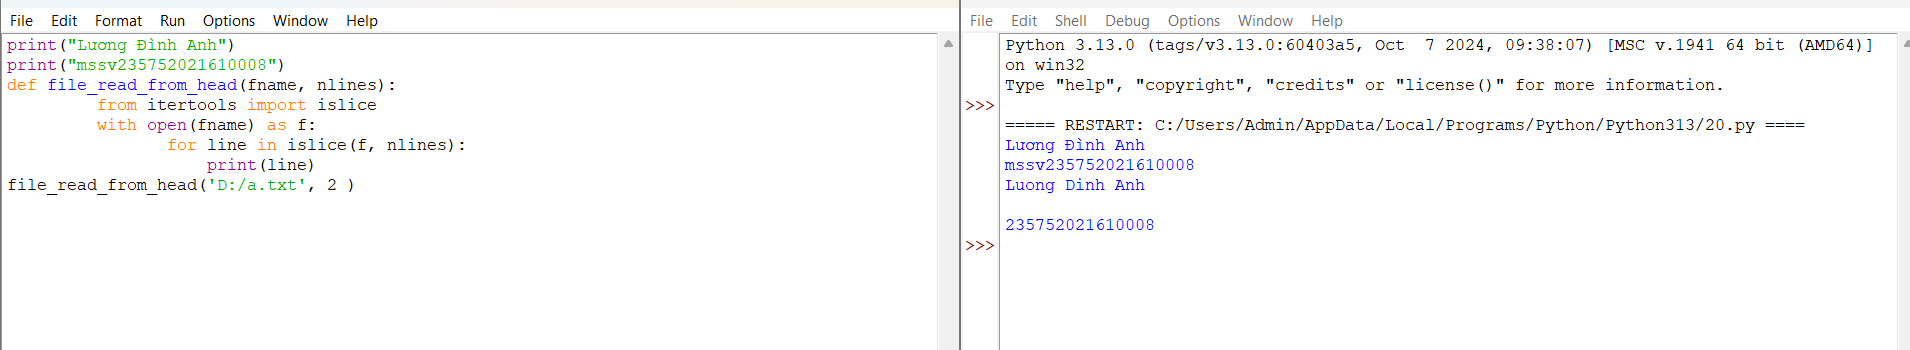 File Edit Format Run Options Window Help
print("Lương Đình Anh")
print("mssv235752021610008")
def file_read_from_head(fname, nlines):
from itertools import islice
with open(fname) as f:
for line in islice(f, nlines):
print(line)
file_read_from_head('D:/a.txt', 2 )
File Edit Shell Debug Options Window Help
Python 3.13.0 (tags/v3.13.0:60403a5, Oct  7 2024, 09:38:07) [MSC v.1941 64 bit (AMD64)]
on win32
Type "help", "copyright", "credits" or "license()" for more information.
>>>
===== RESTART: C:/Users/Admin/AppData/Local/Programs/Python/Python313/20.py ====
Lương Đình Anh
mssv235752021610008
Luong Dinh Anh
235752021610008
>>>